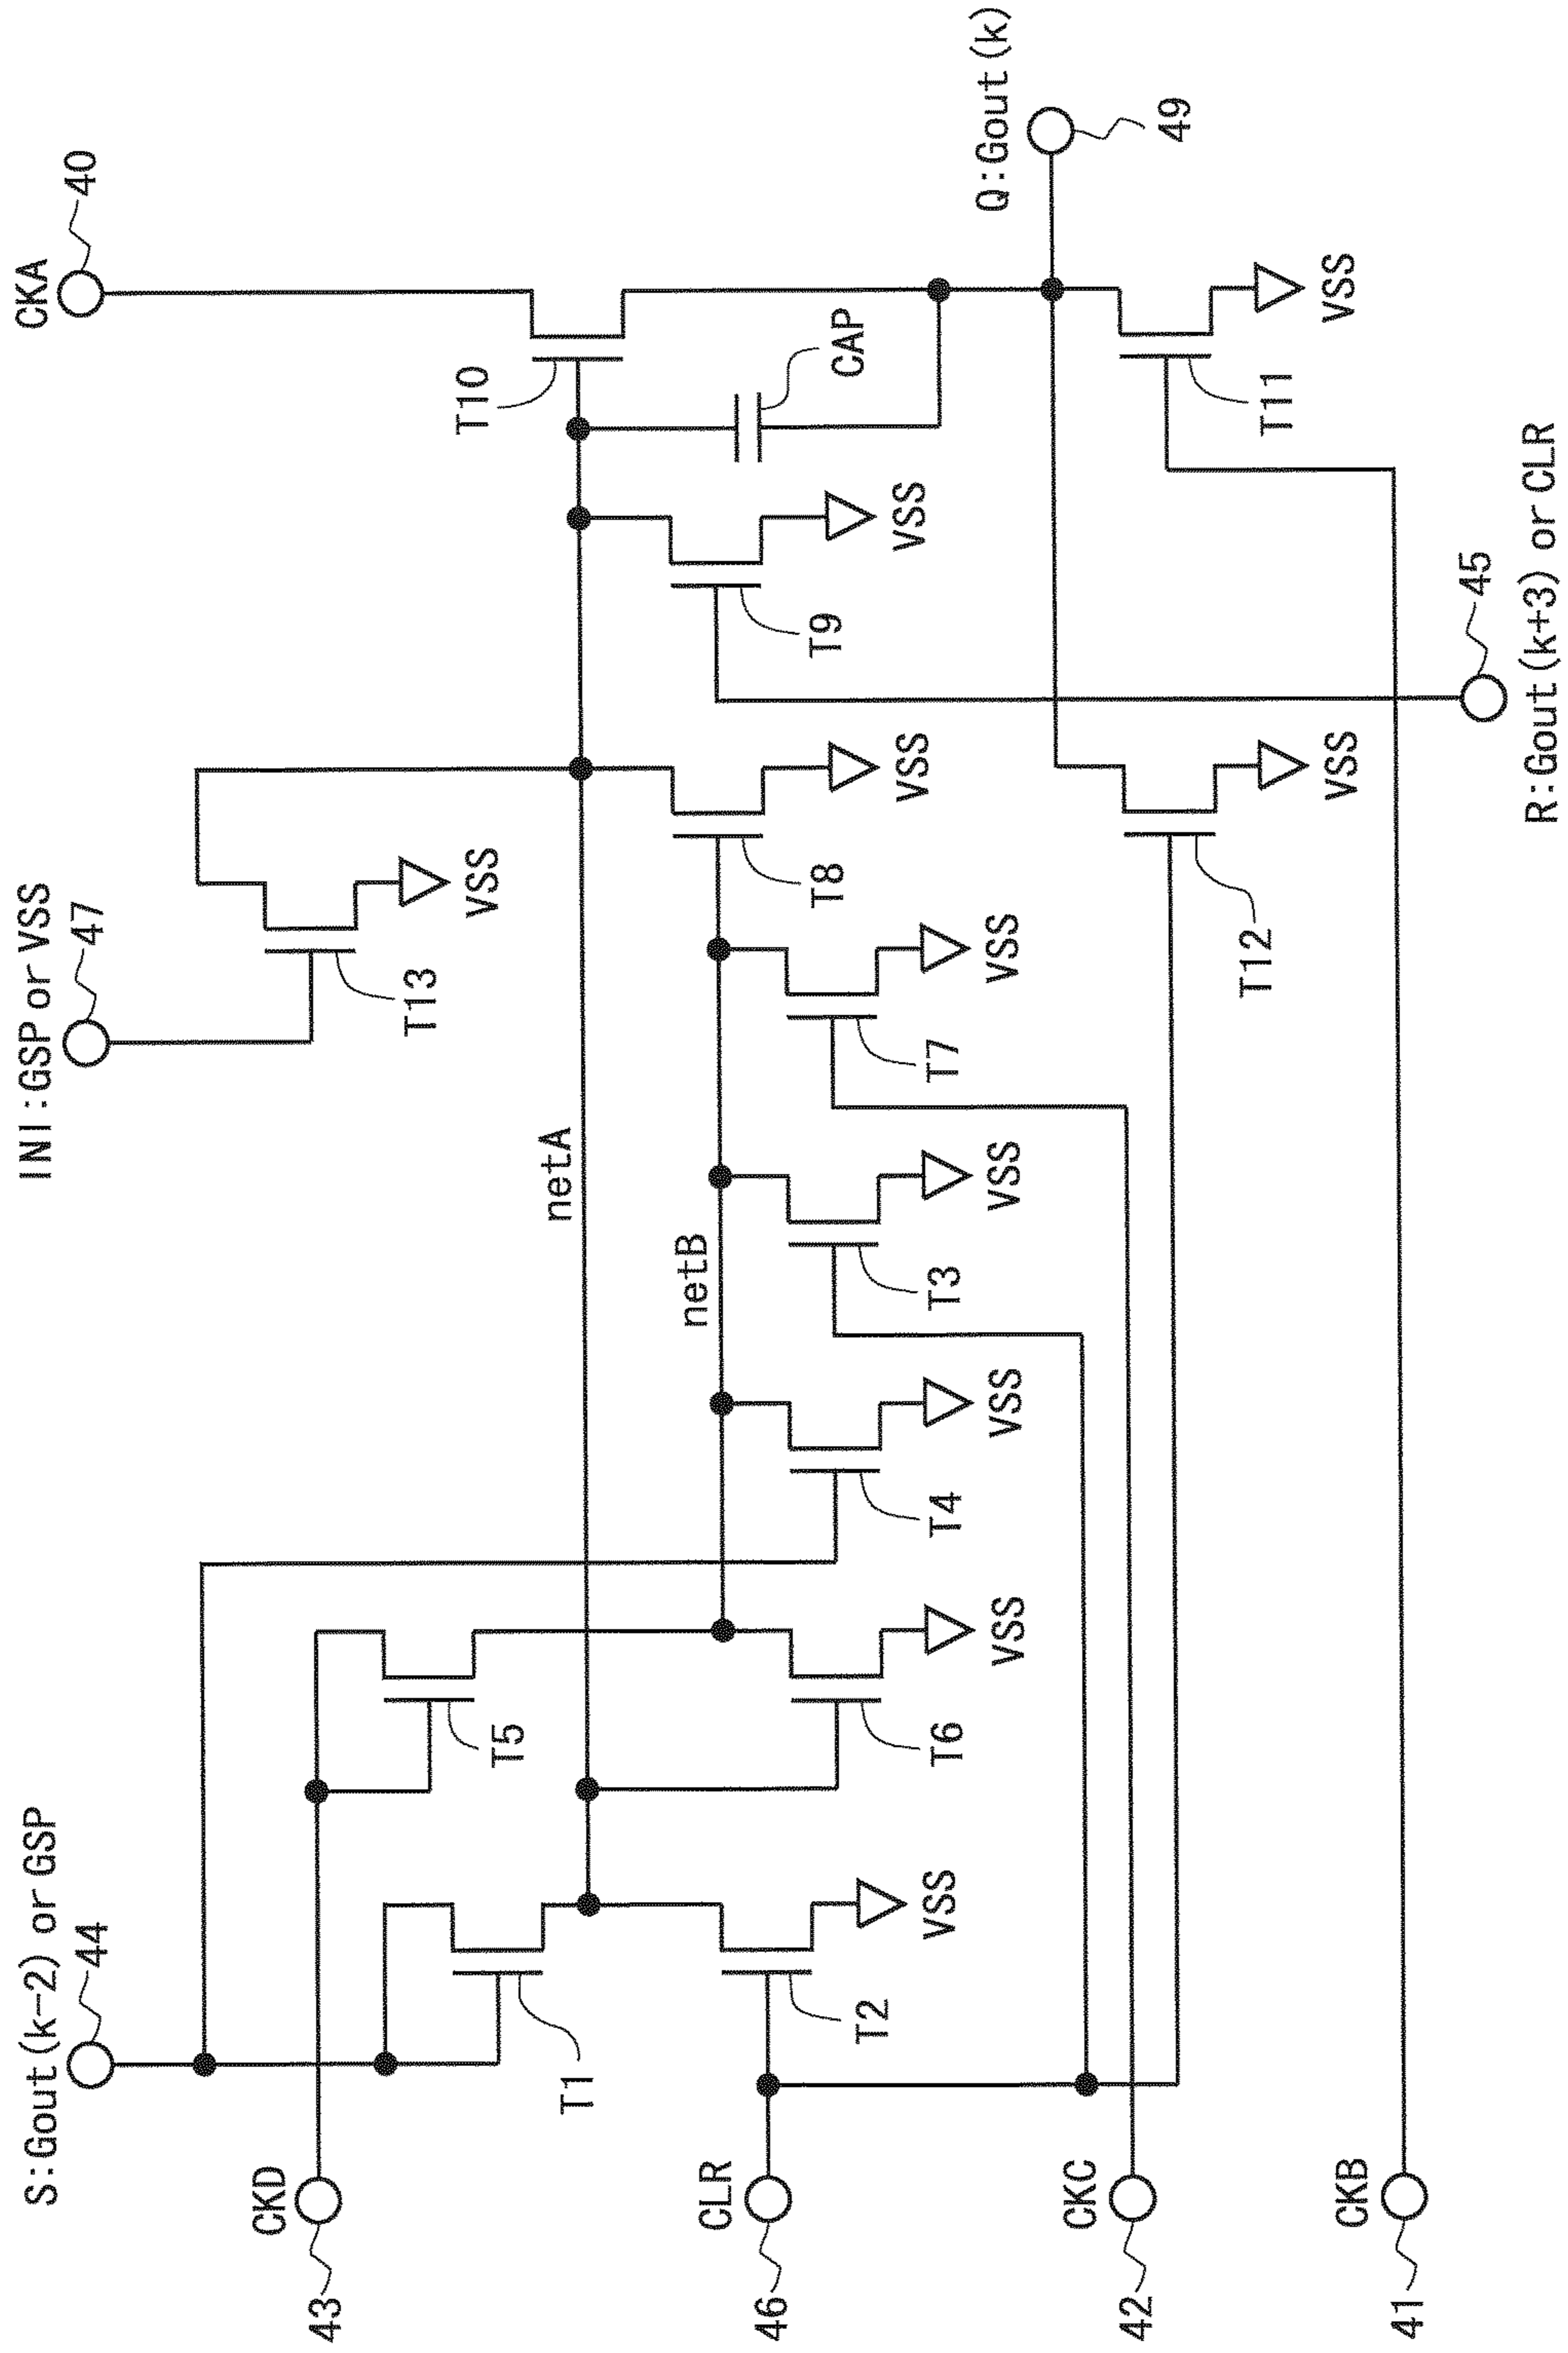 INI:GSP or VSS
47
CKA
40
S:Gout(k-2) or GSP
44
T13
VSS
T10
CAP
Q:Gout(k)
49
netA
netB
T5
T1
T9
VSS
T8
VSS
CKD
43
T6
VSS
T4
VSS
T3
VSS
T7
VSS
T2
VSS
CLR
46
T12
VSS
T11
VSS
CKC
42
CKB
41
45
R:Gout(k+3) or CLR